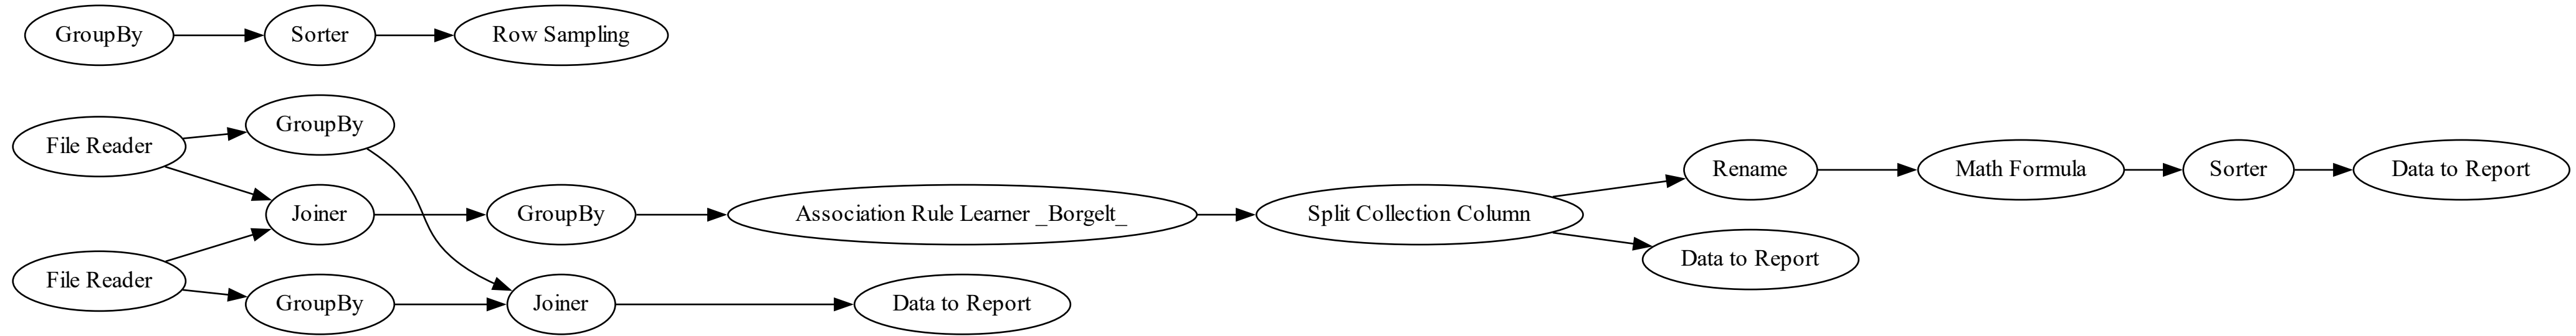 GroupBy
Sorter
Row Sampling
File Reader
GroupBy
Joiner
File Reader
GroupBy
GroupBy
Joiner
Association Rule Learner _Borgelt_
Data to Report
Split Collection Column
Rename
Data to Report
Math Formula
Sorter
Data to Report